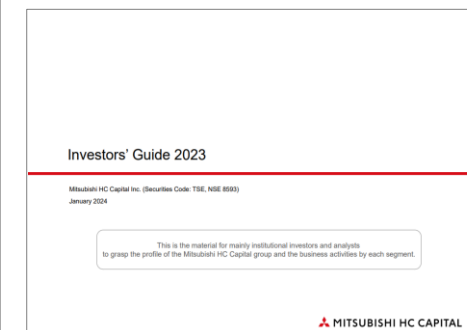 Investors' Guide 2023
Mitsubishi HC Capital Inc. (Securities Code: TSE, NSE 8593)
January 2024
This is the material for mainly institutional investors and analysts
to grasp the profile of the Mitsubishi HC Capital group and the business activities by each segment.
MITSUBISHI HC CAPITAL